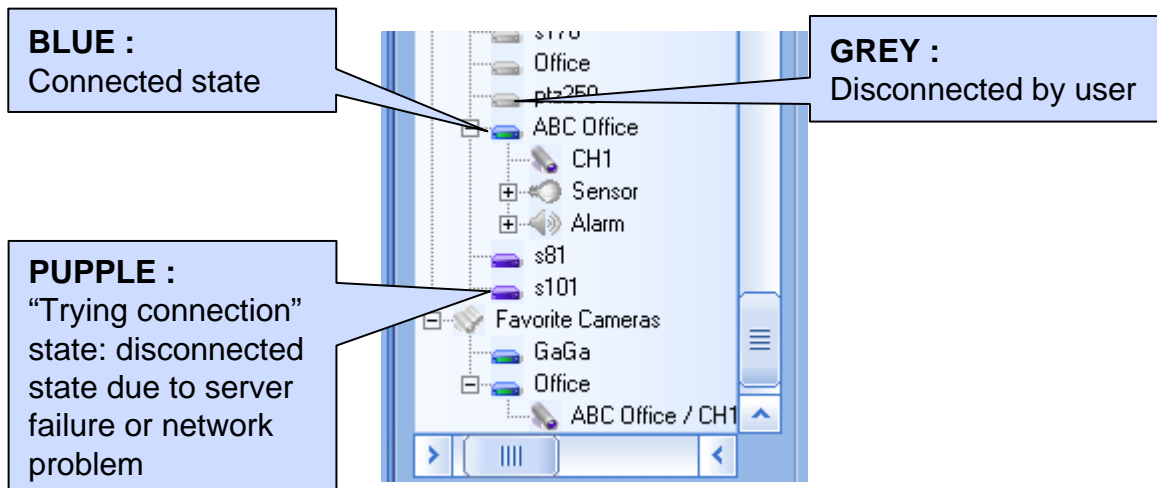 BLUE :
Connected state
GREY :
Disconnected by user
PUPPLE :
“Trying connection”
state: disconnected
state due to server
failure or network
problem
Office
ptz250
ABC Office
CH1
Sensor
Alarm
s81
s101
Favorite Cameras
GaGa
Office
ABC Office / CH1